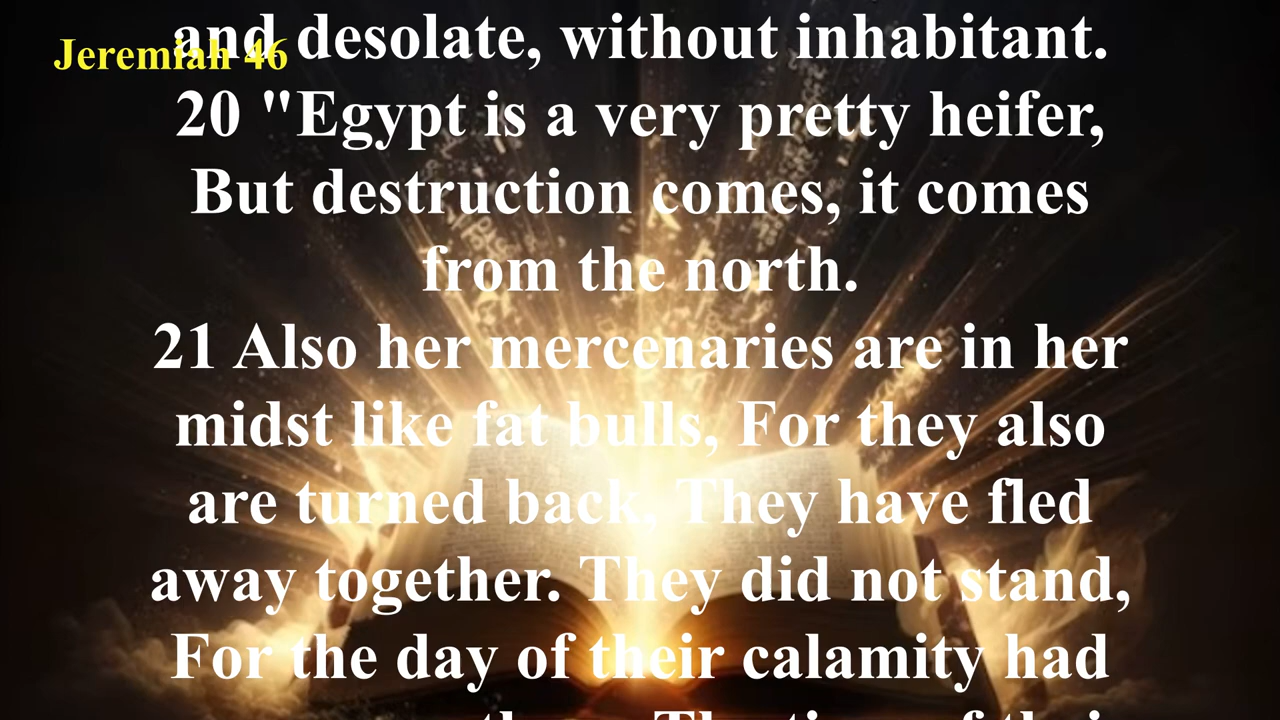 Jeremiah 46
and desolate, without inhabitant.
20 "Egypt is a very pretty heifer,
But destruction comes, it comes
from the north.
21 Also her mercenaries are in her
midst like fat bulls, For they also
are turned back, They have fled
away together. They did not stand,
For the day of their calamity had